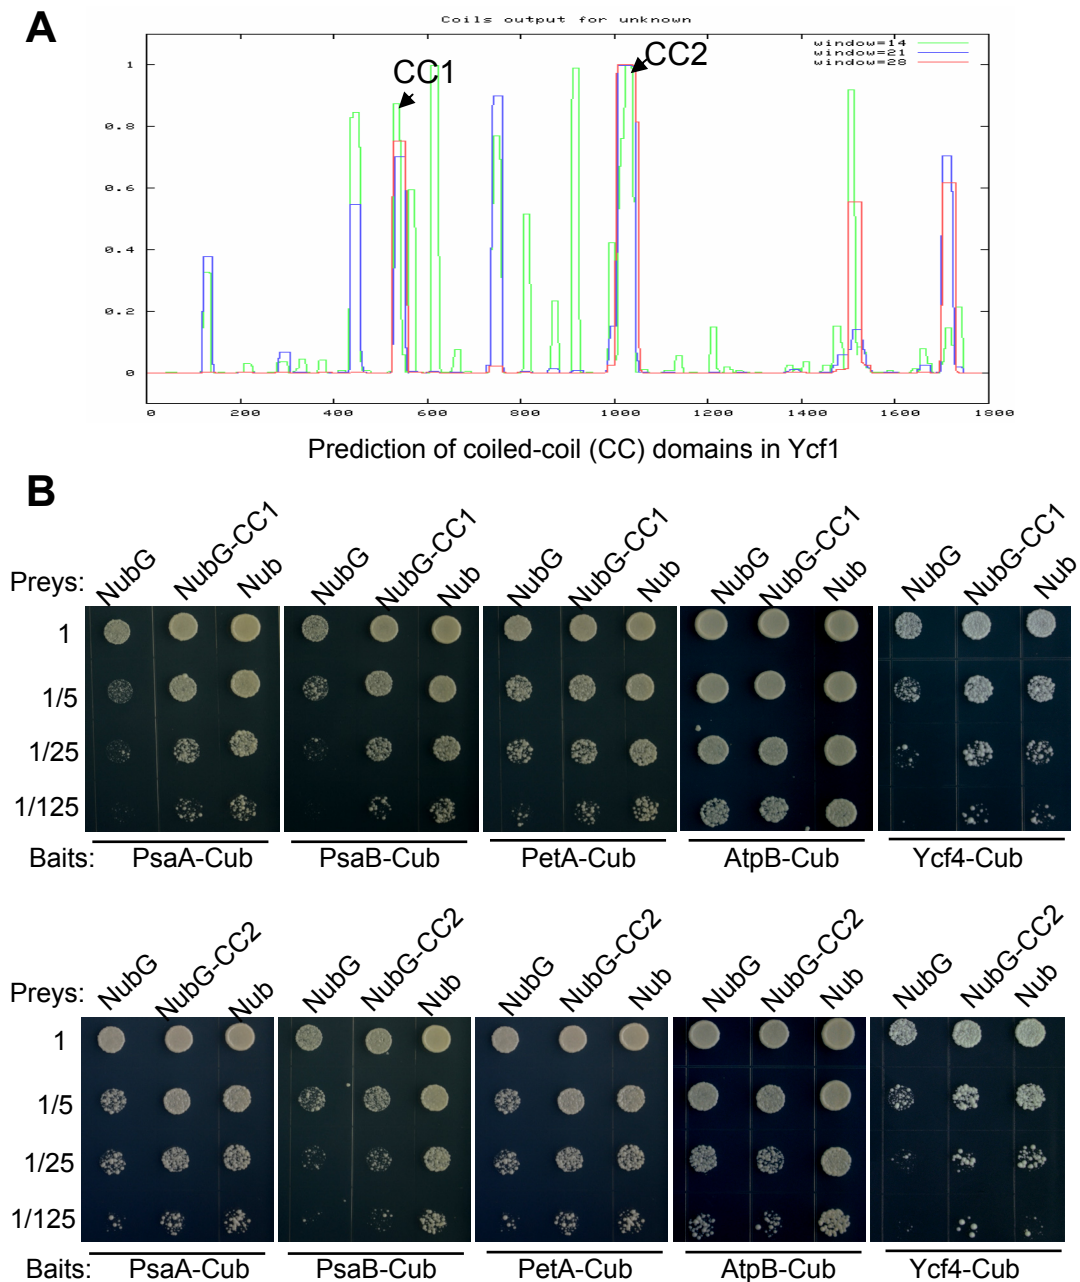 A
Coils output for unknown
window=14
window=21
window=28
CC1
CC2
1
0.8
0.6
0.4
0.2
0
0 200 400 600 800 1000 1200 1400 1600 1800
Prediction of coiled-coil (CC) domains in Ycf1
B
Preys: NubG NubG-CC1 Nub NubG NubG-CC1 Nub NubG NubG-CC1 Nub NubG NubG-CC1 Nub NubG NubG-CC1 Nub
1
1/5
1/25
1/125
Baits: PsaA-Cub PsaB-Cub PetA-Cub AtpB-Cub Ycf4-Cub
Preys: NubG NubG-CC2 Nub NubG NubG-CC2 Nub NubG NubG-CC2 Nub NubG NubG-CC2 Nub NubG NubG-CC2 Nub
1
1/5
1/25
1/125
Baits: PsaA-Cub PsaB-Cub PetA-Cub AtpB-Cub Ycf4-Cub